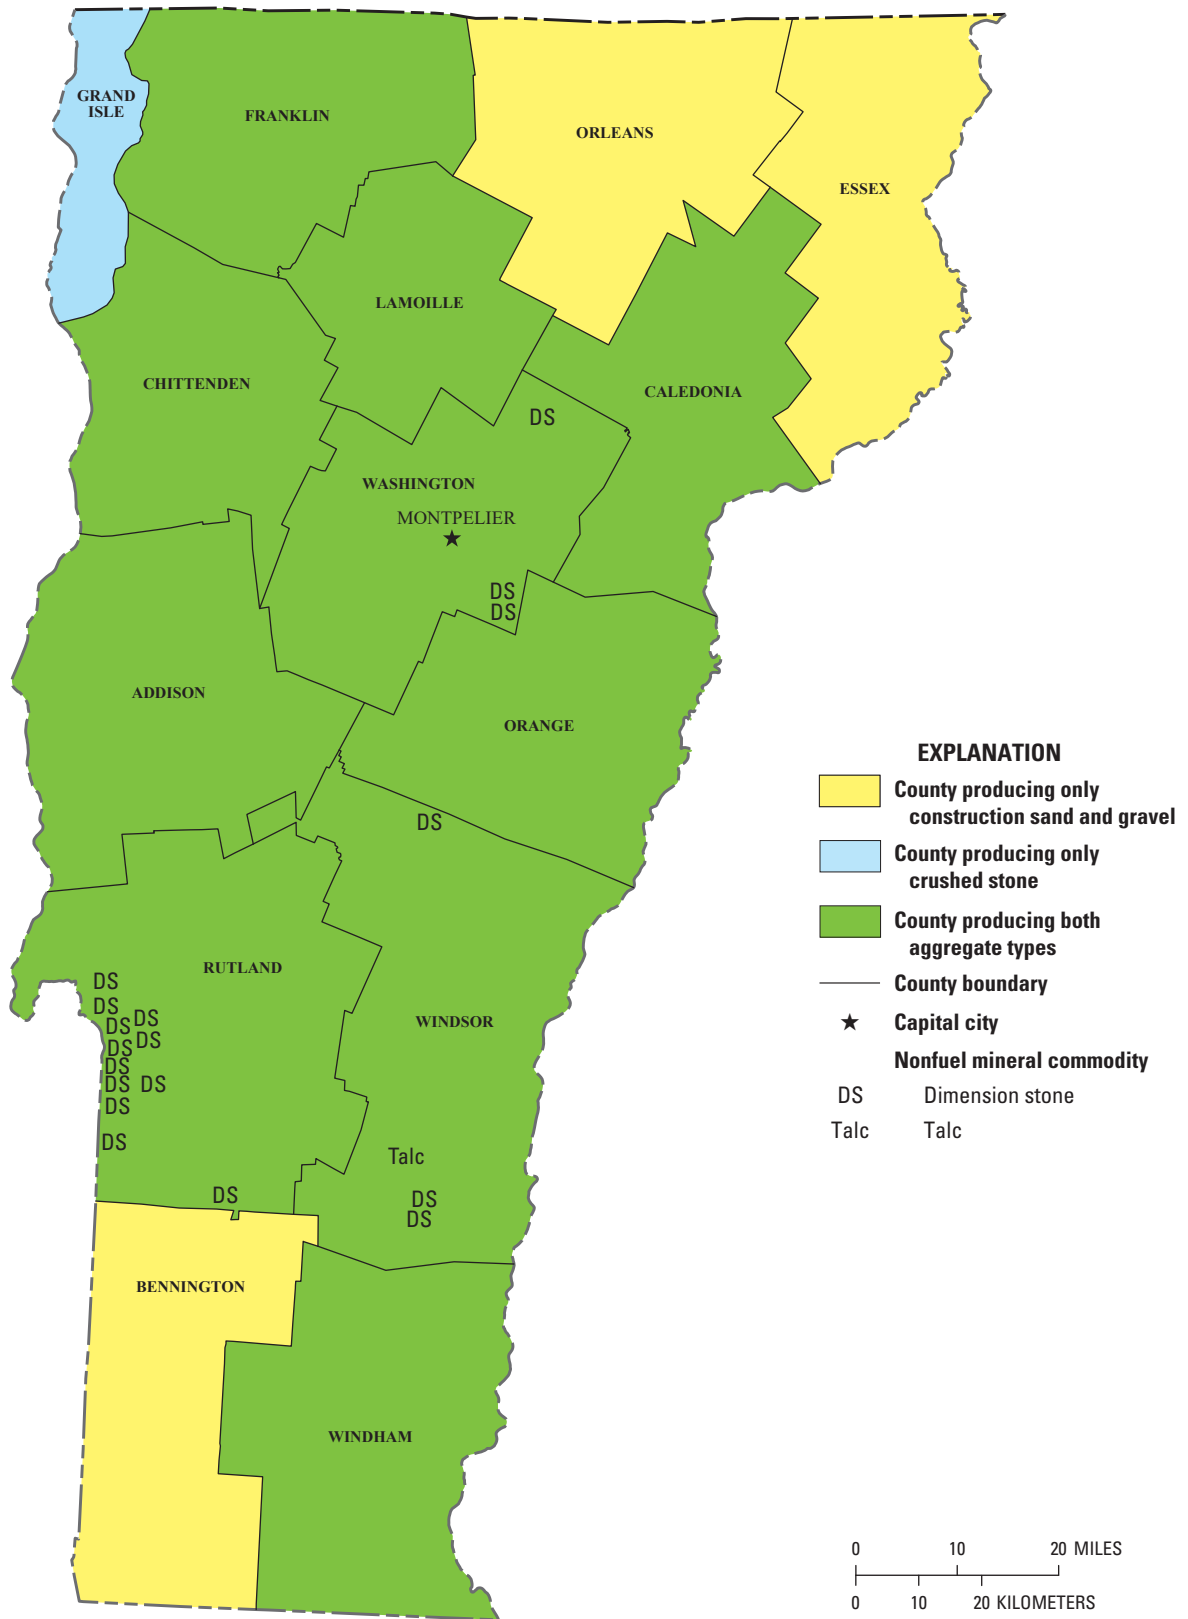 GRAND
ISLE
FRANKLIN
ORLEANS
ESSEX
LAMOILLE
CHITTENDEN
CALEDONIA
DS
WASHINGTON
MONTPELIER
DS
DS
ADDISON
ORANGE
DS
RUTLAND
DS
DS
DS
DS
DS
DS
DS
DS
DS
DS
DS
WINDSOR
DS
Talc
DS
DS
BENNINGTON
WINDHAM
EXPLANATION
County producing only
construction sand and gravel
County producing only
crushed stone
County producing both
aggregate types
County boundary
Capital city
Nonfuel mineral commodity
DS Dimension stone
Talc Talc
0 10 20 MILES
0 10 20 KILOMETERS